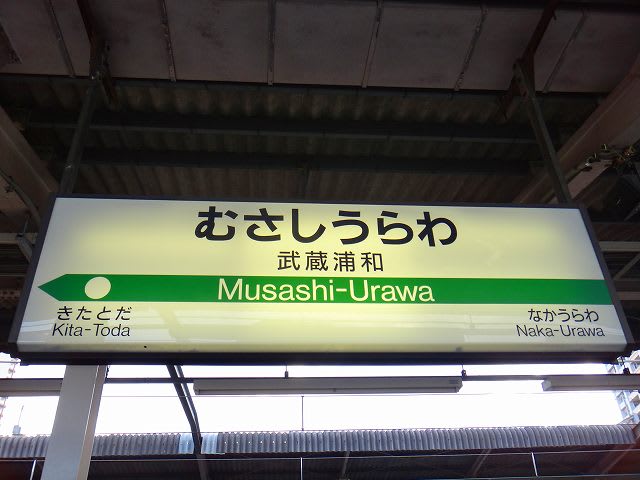 むさしうらわ
武蔵浦和
Musashi-Urawa
きたとだ
Kita-Toda
なかうらわ
Naka-Urawa